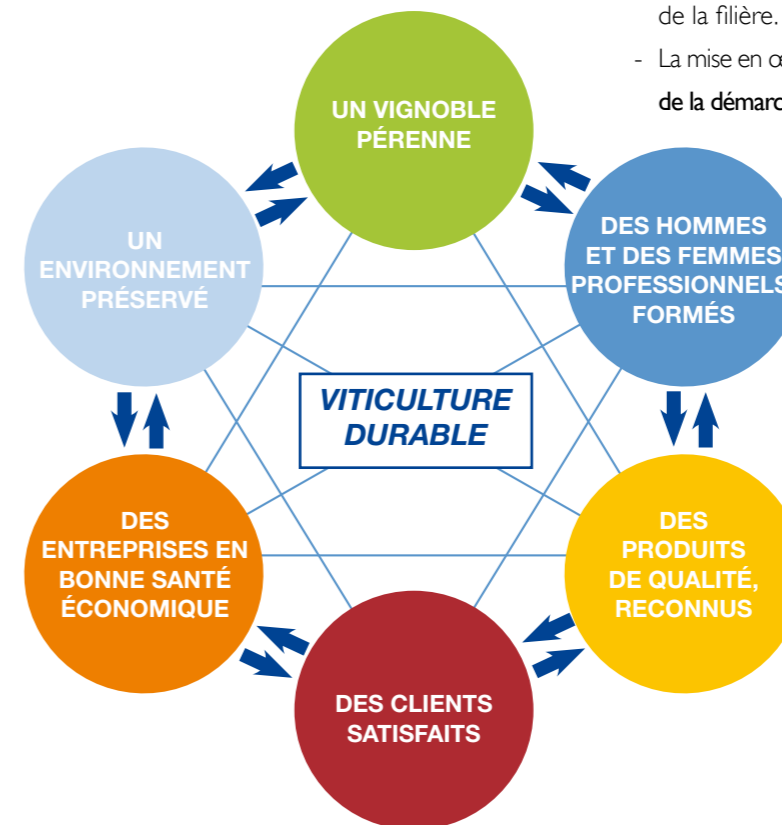 de la filière.
- La mise en œ
de la démarc
UN VIGNOBLE
PÉRENNE
UN
ENVIRONNEMENT
PRÉSERVÉ
DES HOMMES
ET DES FEMMES
PROFESSIONNELS
FORMÉS
VITICULTURE
DURABLE
DES
ENTREPRISES EN
BONNE SANTÉ
ÉCONOMIQUE
DES
PRODUITS
DE QUALITÉ,
RECONNUS
DES CLIENTS
SATISFAITS